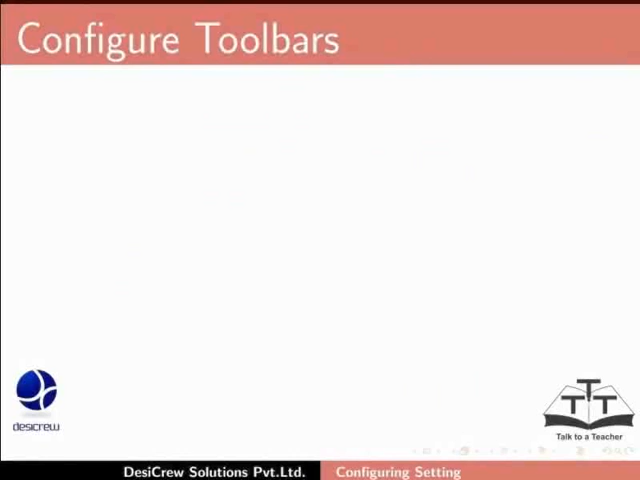 Configure Toolbars
desicrew
T T T
Talk to a Teacher
DesiCrew Solutions Pvt.Ltd.
Configuring Setting